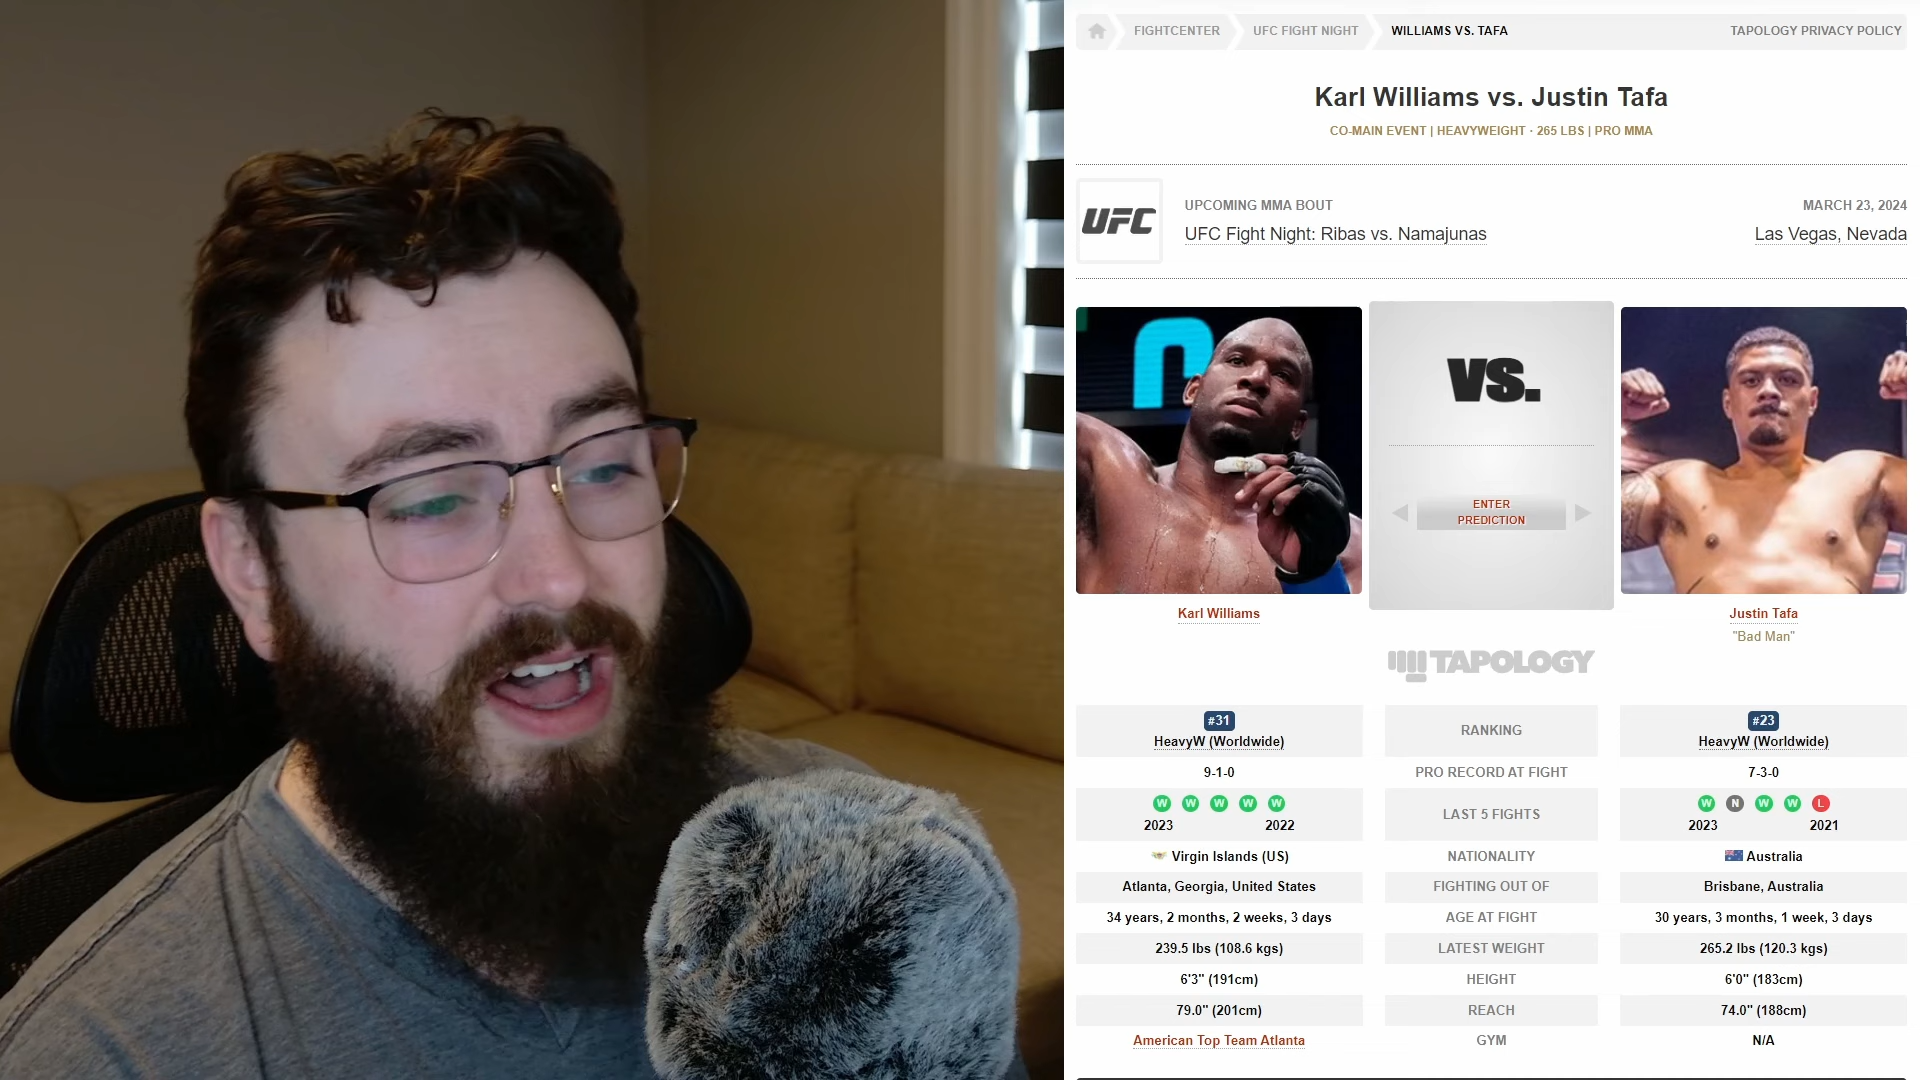 FIGHTCENTER UFC FIGHT NIGHT WILLIAMS VS. TAFA TAPOLOGY PRIVACY POLICY
Karl Williams vs. Justin Tafa
CO-MAIN EVENT | HEAVYWEIGHT · 265 LBS | PRO MMA
UFC
UPCOMING MMA BOUT MARCH 23, 2024
UFC Fight Night: Ribas vs. Namajunas Las Vegas, Nevada
VS.
ENTER
PREDICTION
Karl Williams Justin Tafa
"Bad Man"
TAPOLOGY
#31 RANKING #23
HeavyW (Worldwide) HeavyW (Worldwide)
9-1-0 PRO RECORD AT FIGHT 7-3-0
W W W W W LAST 5 FIGHTS W N W W L
2023 2022 2023 2021
Virgin Islands (US) NATIONALITY Australia
Atlanta, Georgia, United States FIGHTING OUT OF Brisbane, Australia
34 years, 2 months, 2 weeks, 3 days AGE AT FIGHT 30 years, 3 months, 1 week, 3 days
239.5 lbs (108.6 kgs) LATEST WEIGHT 265.2 lbs (120.3 kgs)
6'3" (191cm) HEIGHT 6'0" (183cm)
79.0" (201cm) REACH 74.0" (188cm)
American Top Team Atlanta GYM N/A